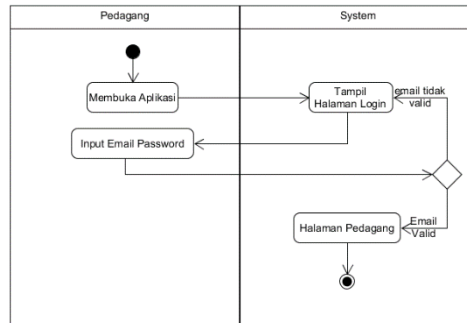 Pedagang
System
Membuka Aplikasi
Tampil
Halaman Login
email tidak
valid
Input Email Password
Halaman Pedagang
Email
Valid